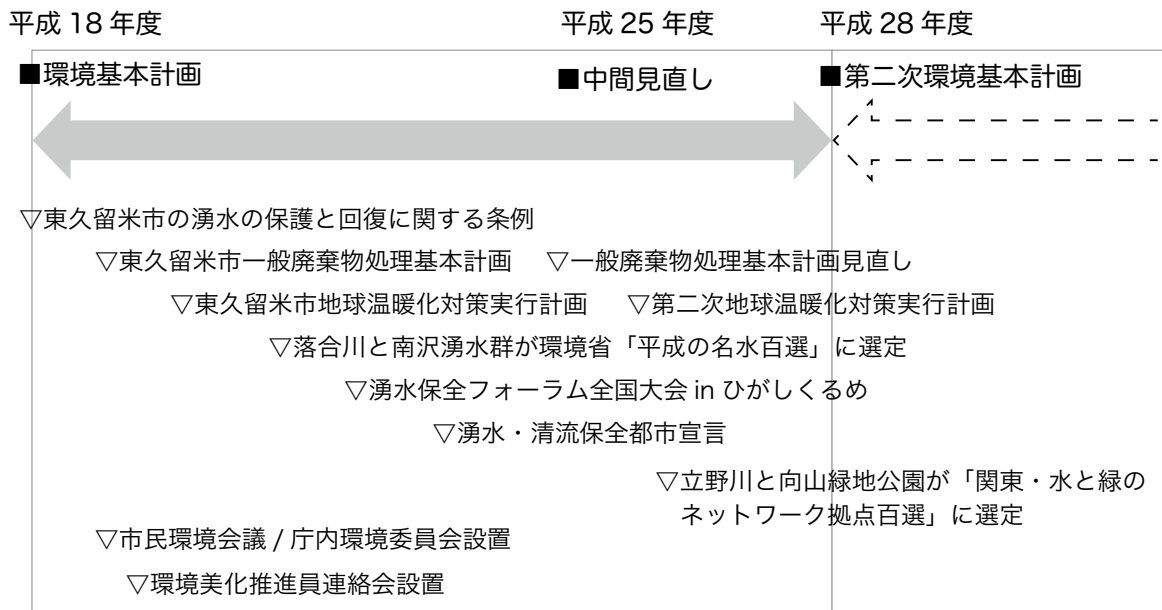 平成 18 年度 平成 25 年度 平成 28 年度
■環境基本計画 ■中間見直し ■第二次環境基本計画
▽東久留米市の湧水の保護と回復に関する条例
▽東久留米市一般廃棄物処理基本計画 ▽一般廃棄物処理基本計画見直し
▽東久留米市地球温暖化対策実行計画 ▽第二次地球温暖化対策実行計画
▽落合川と南沢湧水群が環境省「平成の名水百選」に選定
▽湧水保全フォーラム全国大会 in ひがしくるめ
▽湧水・清流保全都市宣言
▽立野川と向山緑地公園が「関東・水と緑の
ネットワーク拠点百選」に選定
▽市民環境会議 / 庁内環境委員会設置
▽環境美化推進員連絡会設置